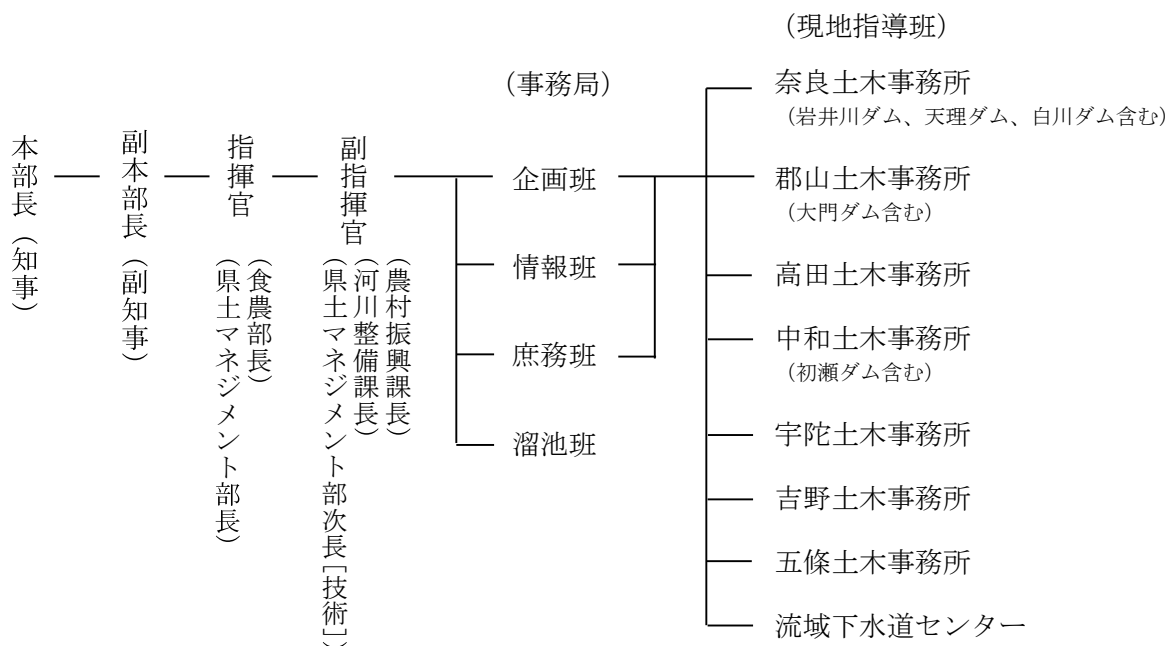 本部長（知事）
副本部長（副知事）
指揮官
（食農部長）
（県土マネジメント部長）
副指揮官
（農村振興課長）
（河川整備課長）
（県土マネジメント部次長［技術］）
（事務局）
企画班
情報班
庶務班
溜池班
（現地指導班）
奈良土木事務所
（岩井川ダム、天理ダム、白川ダム含む）
郡山土木事務所
（大門ダム含む）
高田土木事務所
中和土木事務所
（初瀬ダム含む）
宇陀土木事務所
吉野土木事務所
五條土木事務所
流域下水道センター